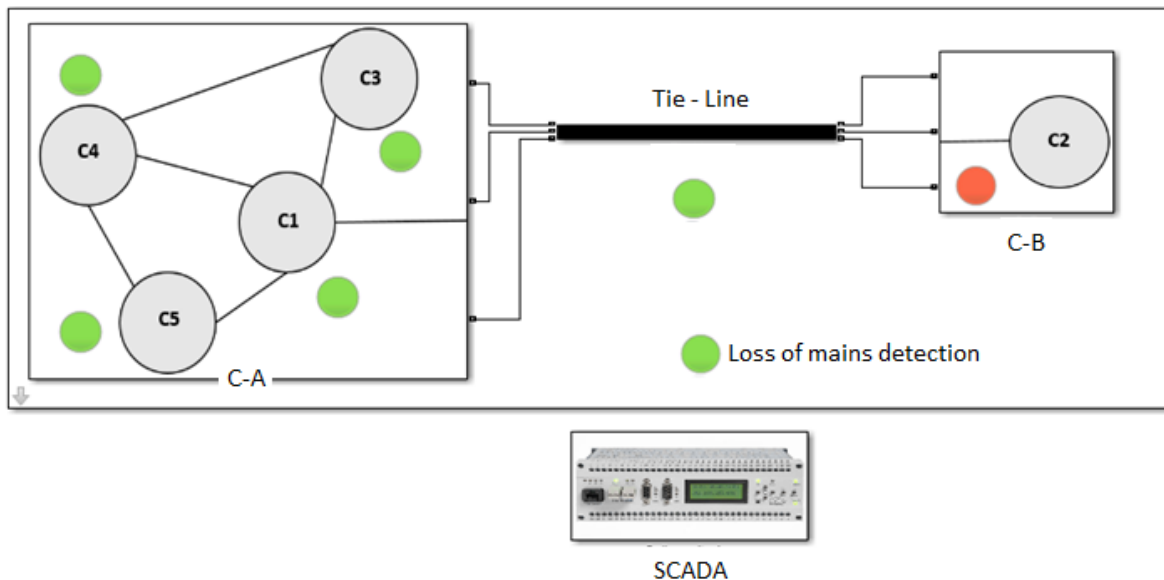 C3
Tie - Line
C4
C2
C1
C-B
C5
Loss of mains detection
C-A
SCADA